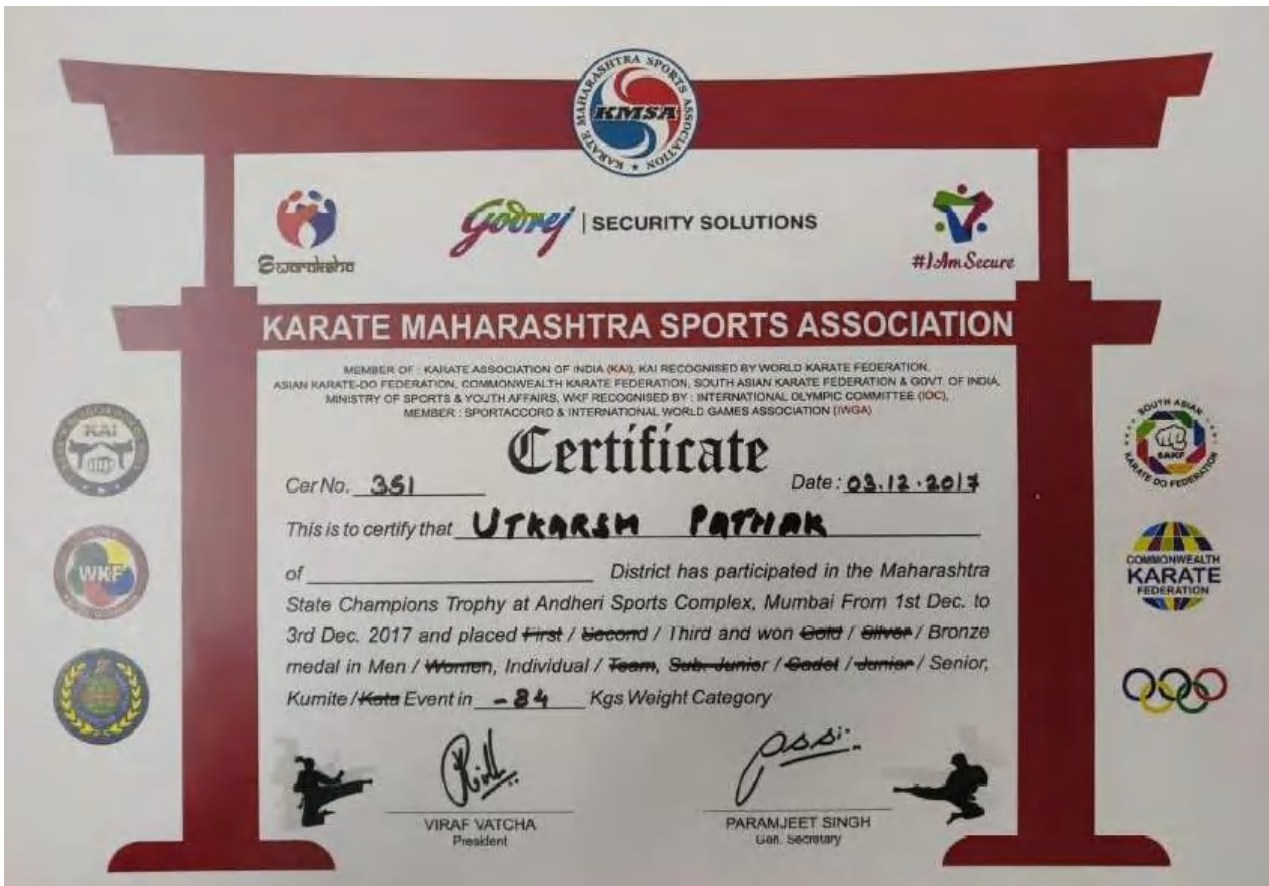 KARATE MAHARASHTRA SPORTS ASSOCIATION
KMSA
Swaraksha
Godrej | SECURITY SOLUTIONS
#IAmSecure
KARATE MAHARASHTRA SPORTS ASSOCIATION
MEMBER OF : KARATE ASSOCIATION OF INDIA (KAI), KAI RECOGNISED BY WORLD KARATE FEDERATION,
ASIAN KARATE-DO FEDERATION, COMMONWEALTH KARATE FEDERATION, SOUTH ASIAN KARATE FEDERATION & GOVT. OF INDIA,
MINISTRY OF SPORTS & YOUTH AFFAIRS, WKF RECOGNISED BY : INTERNATIONAL OLYMPIC COMMITTEE (IOC),
MEMBER : SPORTACCORD & INTERNATIONAL WORLD GAMES ASSOCIATION (IWGA)
Certificate
Cer No. 351 Date : 03.12.2017
This is to certify that UTKARSH PATHAK
of District has participated in the Maharashtra
State Champions Trophy at Andheri Sports Complex, Mumbai From 1st Dec. to
3rd Dec. 2017 and placed First / Second / Third and won Gold / Silver / Bronze
medal in Men / Women, Individual / Team, Sub. Junior / Cadet / Junior / Senior,
Kumite / Kata Event in -84 Kgs Weight Category
VIRAF VATCHA
President
PARAMJEET SINGH
Gen. Secretary
KAI
WKF
SOUTH ASIAN
SAKF
KARATE DO FEDERATION
COMMONWEALTH
KARATE
FEDERATION